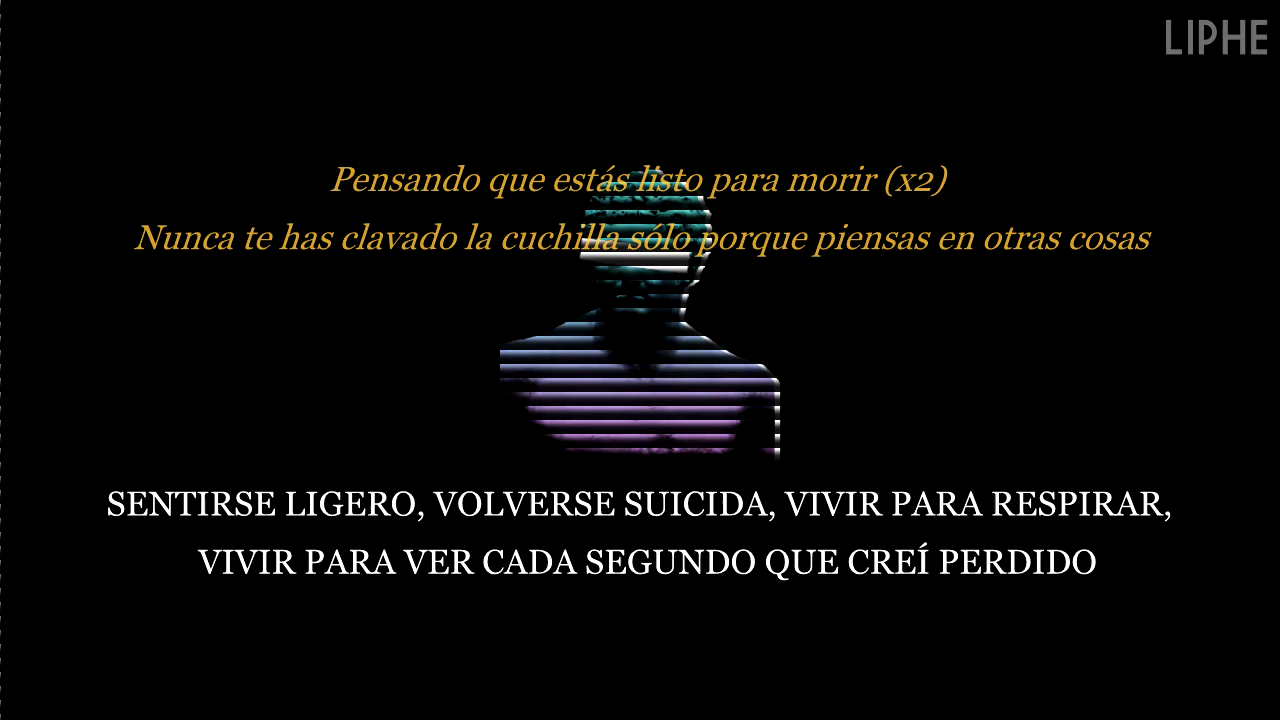 LIPHE
Pensando que estás listo para morir (x2)
Nunca te has clavado la cuchilla sólo porque piensas en otras cosas
SENTIRSE LIGERO, VOLVERSE SUICIDA, VIVIR PARA RESPIRAR,
VIVIR PARA VER CADA SEGUNDO QUE CREÍ PERDIDO